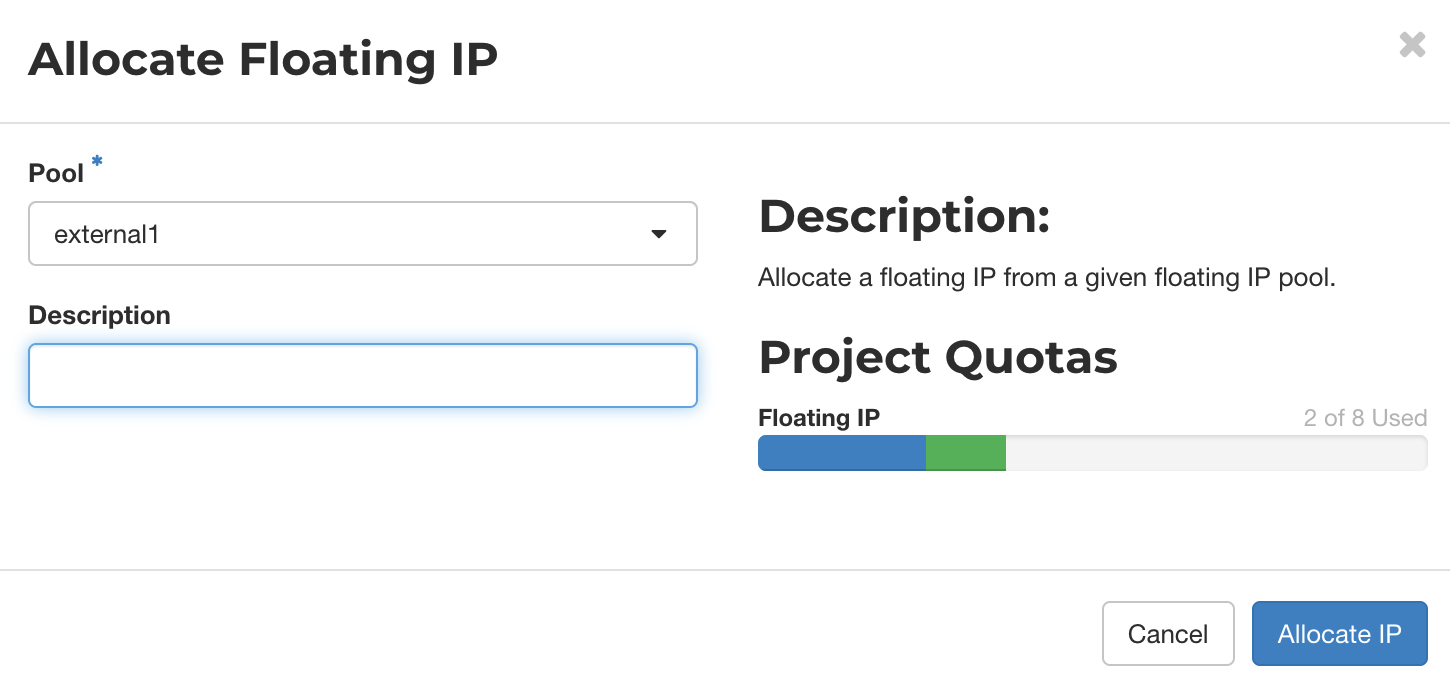 Allocate Floating IP
Pool *
external1
Description
Description:
Allocate a floating IP from a given floating IP pool.
Project Quotas
Floating IP
2 of 8 Used
Cancel
Allocate IP